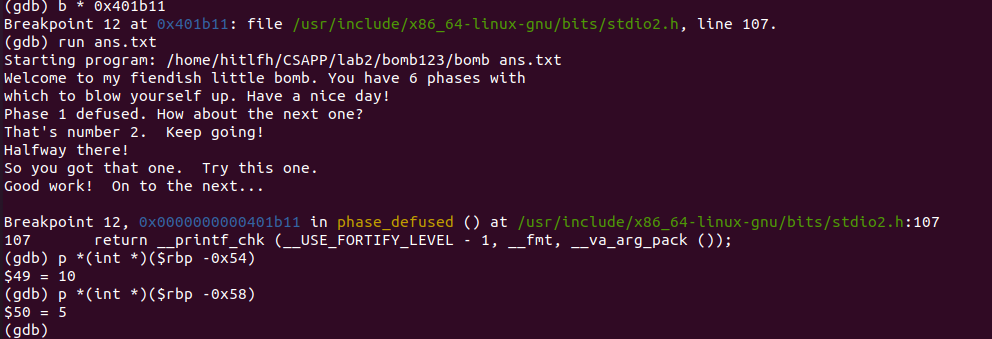 (gdb) b * 0x401b11
Breakpoint 12 at 0x401b11: file /usr/include/x86_64-linux-gnu/bits/stdio2.h, line 107.
(gdb) run ans.txt
Starting program: /home/hitlfh/CSAPP/lab2/bomb123/bomb ans.txt
Welcome to my fiendish little bomb. You have 6 phases with
which to blow yourself up. Have a nice day!
Phase 1 defused. How about the next one?
That's number 2.  Keep going!
Halfway there!
So you got that one.  Try this one.
Good work!  On to the next...
Breakpoint 12, 0x0000000000401b11 in phase_defused () at /usr/include/x86_64-linux-gnu/bits/stdio2.h:107
107       return __printf_chk (__USE_FORTIFY_LEVEL - 1, __fmt, __va_arg_pack ());
(gdb) p *(int *)($rbp -0x54)
$49 = 10
(gdb) p *(int *)($rbp -0x58)
$50 = 5
(gdb)